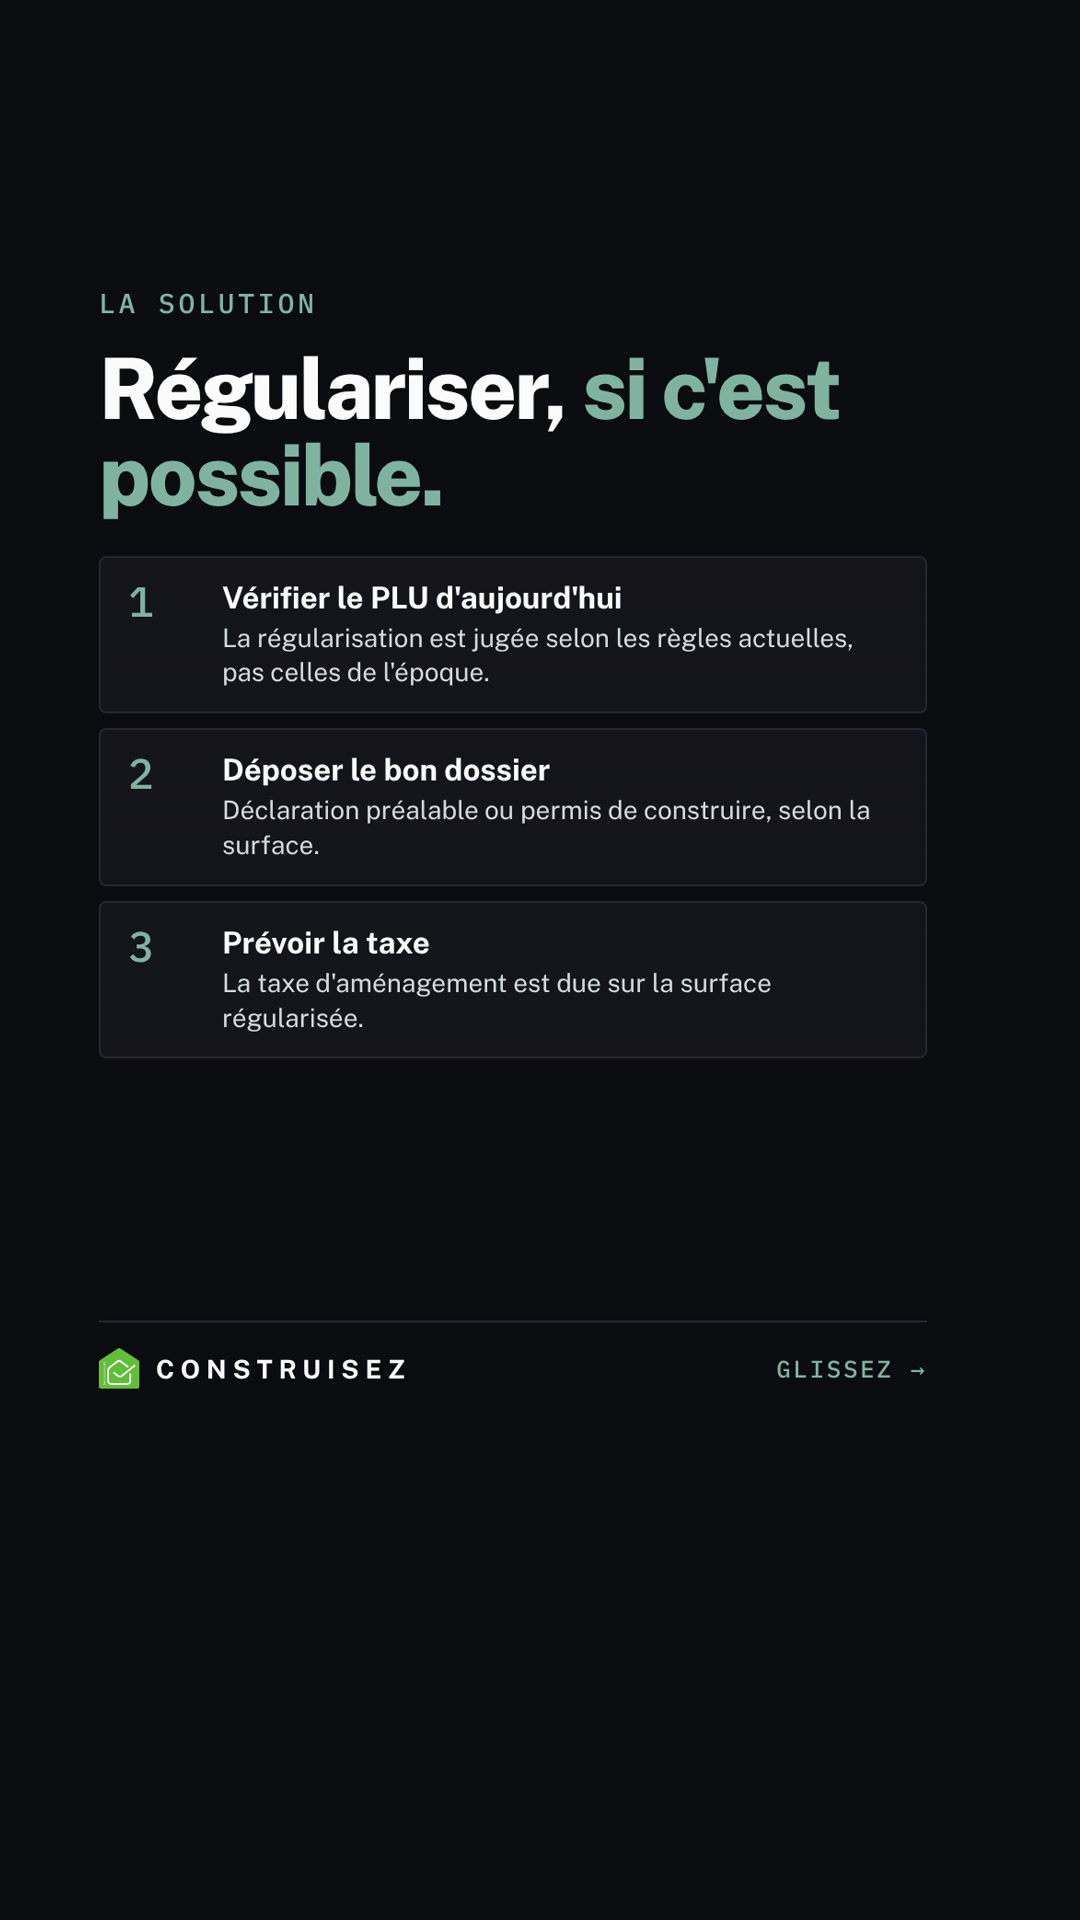 LA SOLUTION
Régulariser, si c'est
possible.
1
Vérifier le PLU d'aujourd'hui
La régularisation est jugée selon les règles actuelles,
pas celles de l'époque.
2
Déposer le bon dossier
Déclaration préalable ou permis de construire, selon la
surface.
3
Prévoir la taxe
La taxe d'aménagement est due sur la surface
régularisée.
CONSTRUISEZ
GLISSEZ →